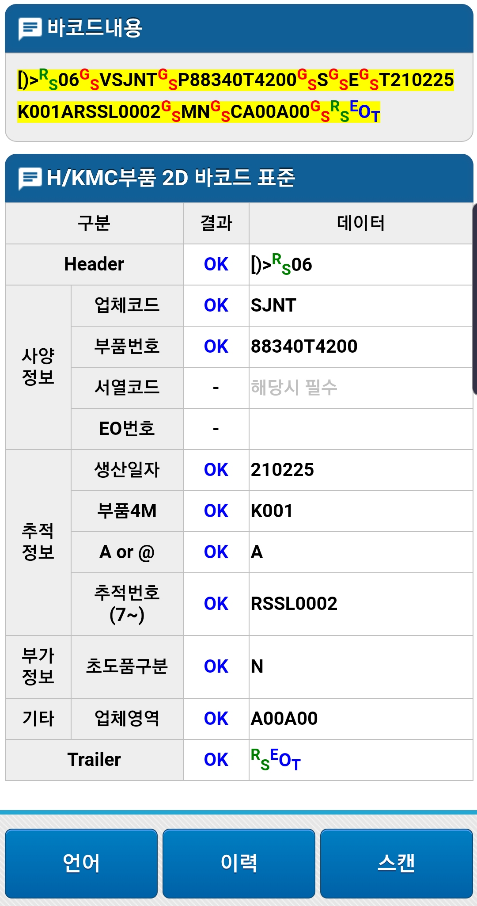 바코드내용
[)>RS06GSVSJNTGSP88340T4200GSSGSEGST210225
K001ARSSL0002GSMNGSCA00A00GSRSEOT
H/KMC부품 2D 바코드 표준
구분 결과 데이터
Header OK [)>RS06
사양정보 업체코드 OK SJNT
부품번호 OK 88340T4200
서열코드 - 해당시 필수
EO번호 -
추적정보 생산일자 OK 210225
부품4M OK K001
A or @ OK A
추적번호(7~) OK RSSL0002
부가정보 초도품구분 OK N
기타 업체영역 OK A00A00
Trailer OK RSEOT
언어 이력 스캔